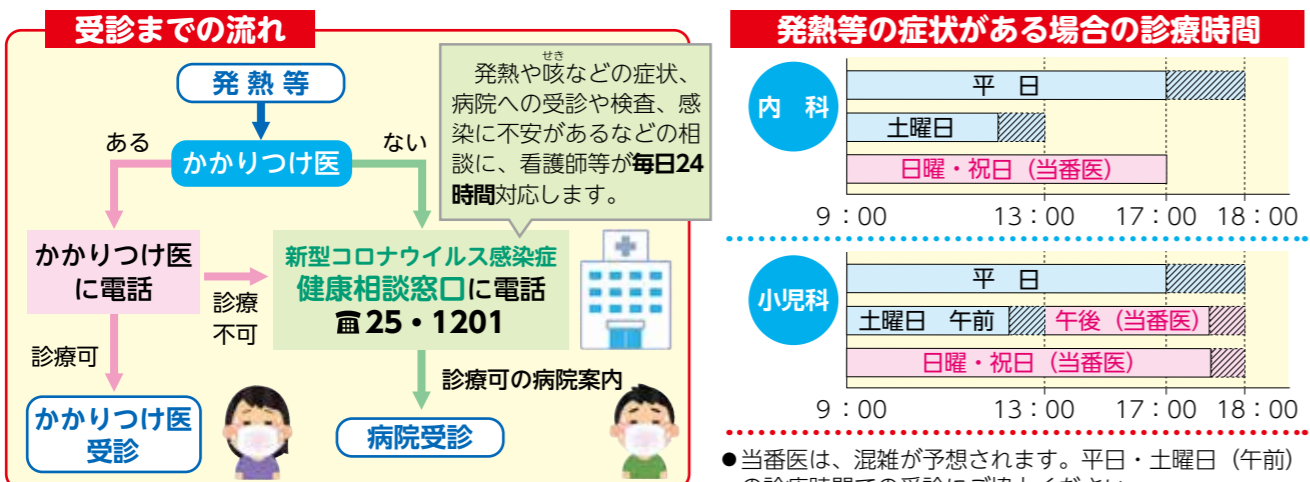 受診までの流れ
発熱等
かかりつけ医
ある
ない
せき
発熱や咳などの症状、
病院への受診や検査、感
染に不安があるなどの相
談に、看護師等が毎日24
時間対応します。
かかりつけ医
に電話
診療
不可
新型コロナウイルス感染症
健康相談窓口に電話
☎25・1201
診療可
診療可の病院案内
かかりつけ医
受診
病院受診
発熱等の症状がある場合の診療時間
内 科
平 日
土曜日
日曜・祝日（当番医）
9：00 13：00 17：00 18：00
小児科
平 日
土曜日 午前 午後（当番医）
日曜・祝日（当番医）
9：00 13：00 17：00 18：00
●当番医は、混雑が予想されます。平日・土曜日（午前）